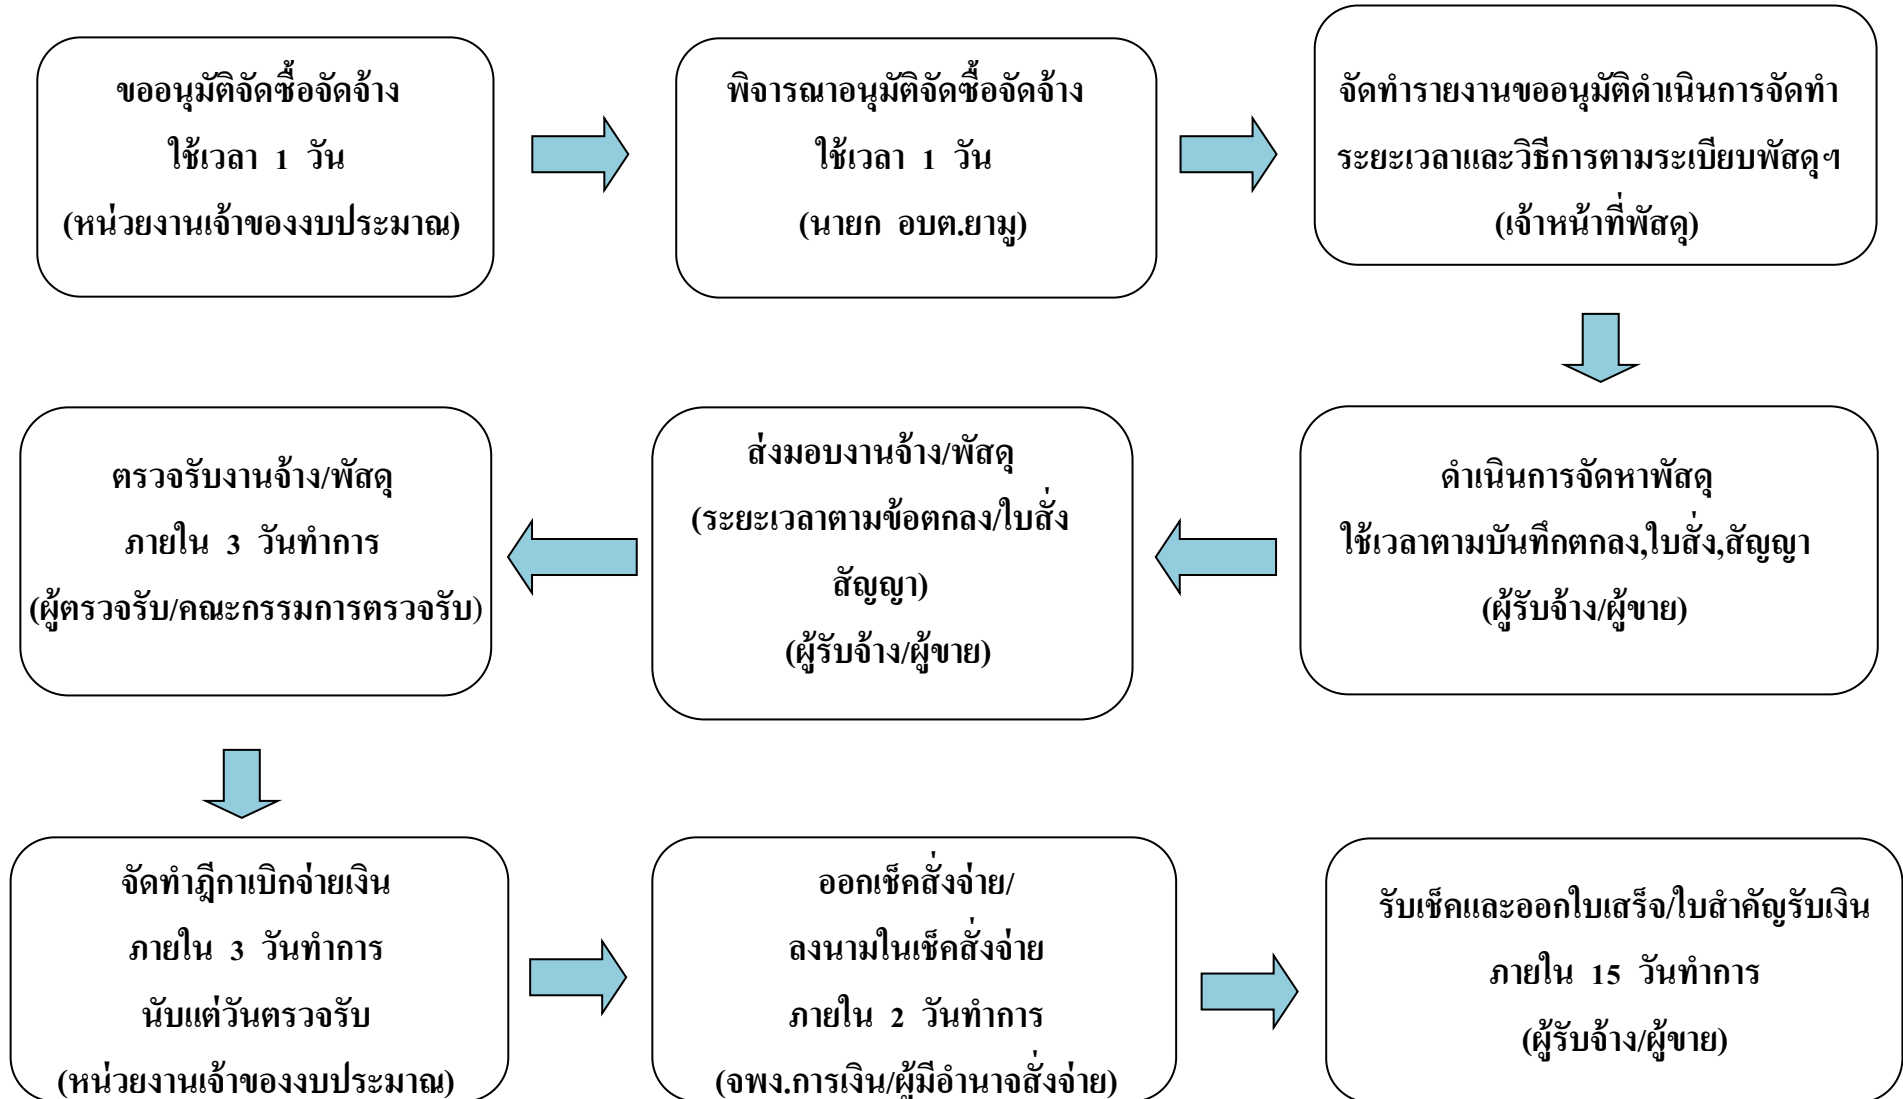 ขออนุมัติจัดซื้อจัดจ้าง
ใช้เวลา 1 วัน
(หน่วยงานเจ้าของงบประมาณ)
พิจารณาอนุมัติจัดซื้อจัดจ้าง
ใช้เวลา 1 วัน
(นายก อบต.ยามู)
จัดทำรายงานขออนุมัติดำเนินการจัดทำ
ระยะเวลาและวิธีการตามระเบียบพัสดุฯ
(เจ้าหน้าที่พัสดุ)
ดำเนินการจัดหาพัสดุ
ใช้เวลาตามบันทึกตกลง,ใบสั่ง,สัญญา
(ผู้รับจ้าง/ผู้ขาย)
ส่งมอบงานจ้าง/พัสดุ
(ระยะเวลาตามข้อตกลง/ใบสั่ง
สัญญา)
(ผู้รับจ้าง/ผู้ขาย)
ตรวจรับงานจ้าง/พัสดุ
ภายใน 3 วันทำการ
(ผู้ตรวจรับ/คณะกรรมการตรวจรับ)
จัดทำฎีกาเบิกจ่ายเงิน
ภายใน 3 วันทำการ
นับแต่วันตรวจรับ
(หน่วยงานเจ้าของงบประมาณ)
ออกเช็คสั่งจ่าย/
ลงนามในเช็คสั่งจ่าย
ภายใน 2 วันทำการ
(จพง.การเงิน/ผู้มีอำนาจสั่งจ่าย)
รับเช็คและออกใบเสร็จ/ใบสำคัญรับเงิน
ภายใน 15 วันทำการ
(ผู้รับจ้าง/ผู้ขาย)